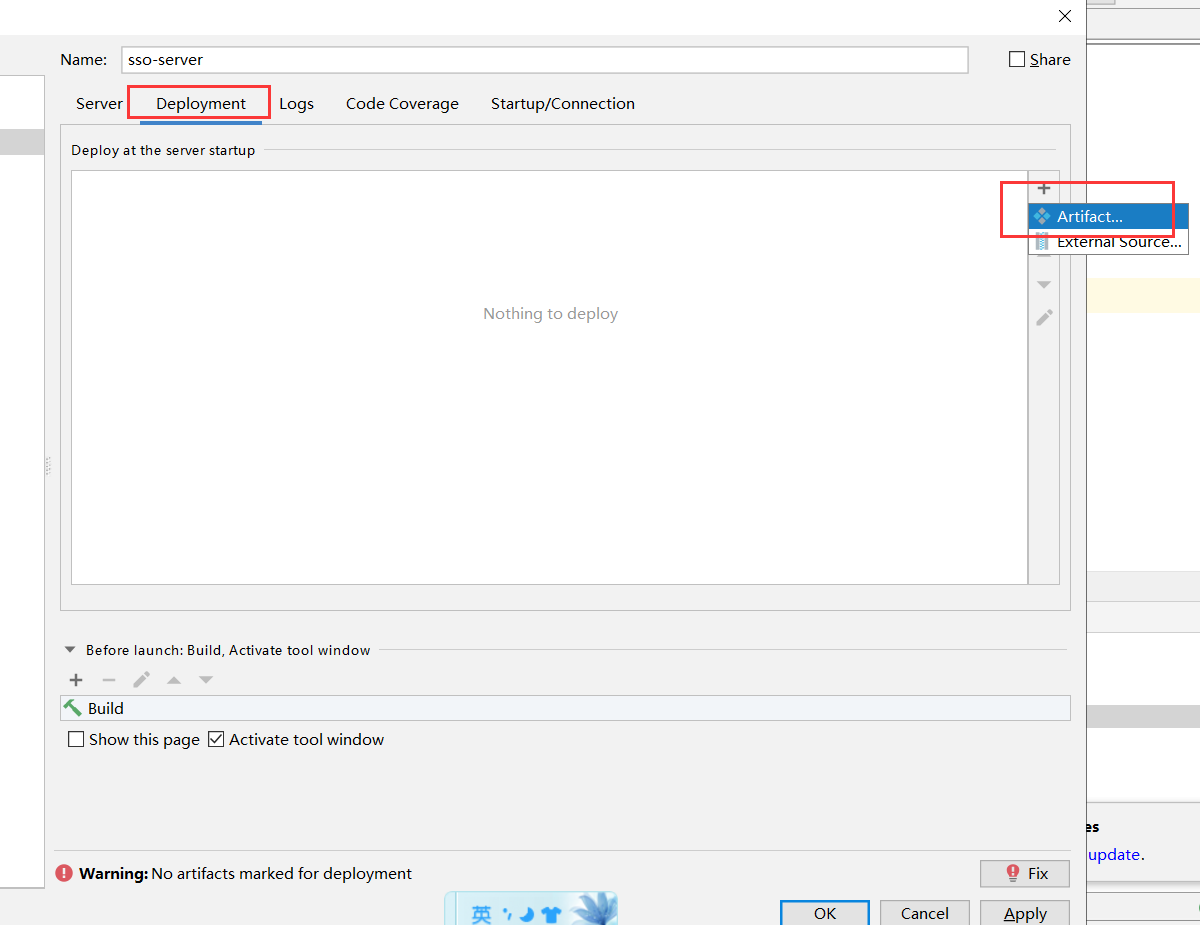 Name: sso-server Share
Server Deployment Logs Code Coverage Startup/Connection
Deploy at the server startup
Artifact...
External Source...
Nothing to deploy
Before launch: Build, Activate tool window
Build
Show this page Activate tool window
es
update.
Warning: No artifacts marked for deployment Fix
英
OK Cancel Apply